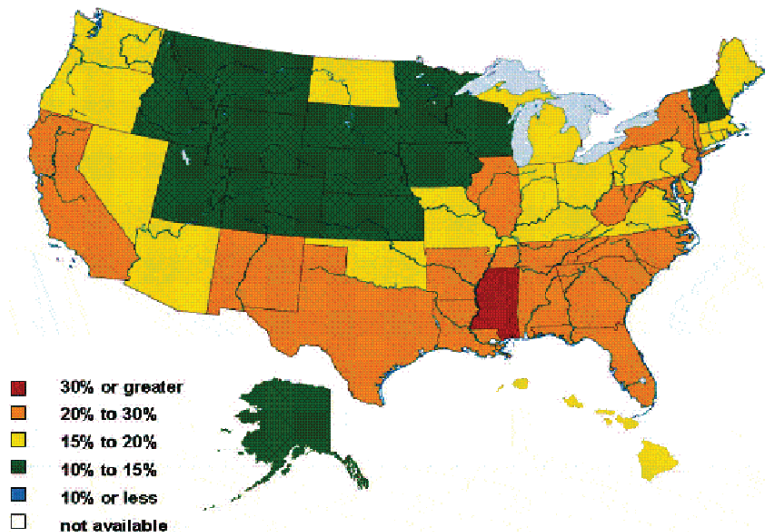 30% or greater
20% to 30%
15% to 20%
10% to 15%
10% or less
not available